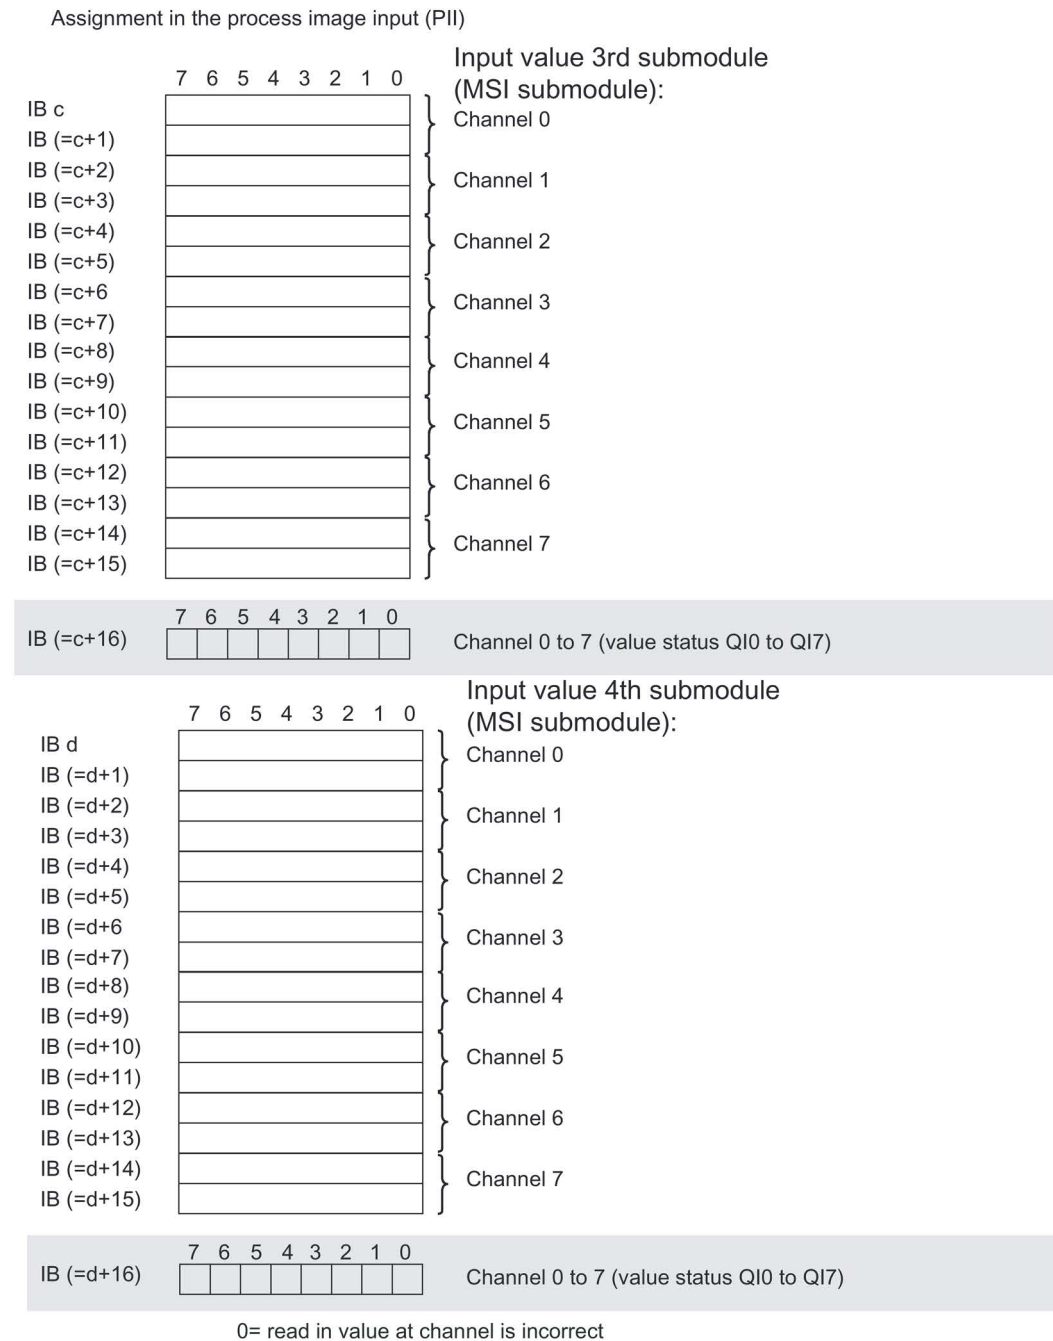 Assignment in the process image input (PII)
Input value 3rd submodule
(MSI submodule):
7 6 5 4 3 2 1 0
IB c
Channel 0
IB (=c+1)
IB (=c+2)
Channel 1
IB (=c+3)
IB (=c+4)
Channel 2
IB (=c+5)
IB (=c+6
Channel 3
IB (=c+7)
IB (=c+8)
Channel 4
IB (=c+9)
IB (=c+10)
Channel 5
IB (=c+11)
IB (=c+12)
Channel 6
IB (=c+13)
IB (=c+14)
Channel 7
IB (=c+15)
7 6 5 4 3 2 1 0
IB (=c+16) Channel 0 to 7 (value status QI0 to QI7)
Input value 4th submodule
(MSI submodule):
7 6 5 4 3 2 1 0
IB d
Channel 0
IB (=d+1)
IB (=d+2)
Channel 1
IB (=d+3)
IB (=d+4)
Channel 2
IB (=d+5)
IB (=d+6
Channel 3
IB (=d+7)
IB (=d+8)
Channel 4
IB (=d+9)
IB (=d+10)
Channel 5
IB (=d+11)
IB (=d+12)
Channel 6
IB (=d+13)
IB (=d+14)
Channel 7
IB (=d+15)
7 6 5 4 3 2 1 0
IB (=d+16) Channel 0 to 7 (value status QI0 to QI7)
0= read in value at channel is incorrect